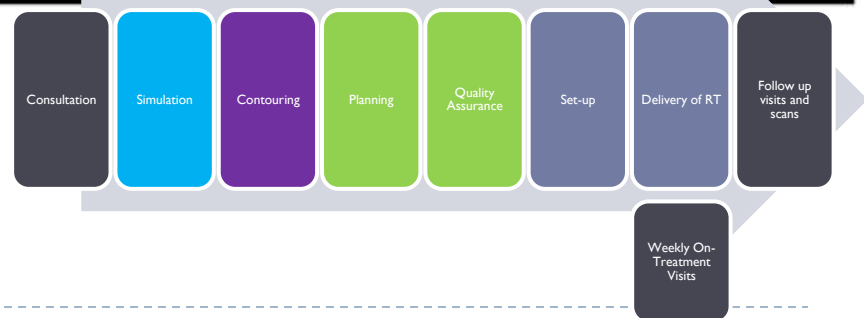 Consultation
Simulation
Contouring
Planning
Quality
Assurance
Set-up
Delivery of RT
Follow up
visits and
scans
Weekly On-
Treatment
Visits